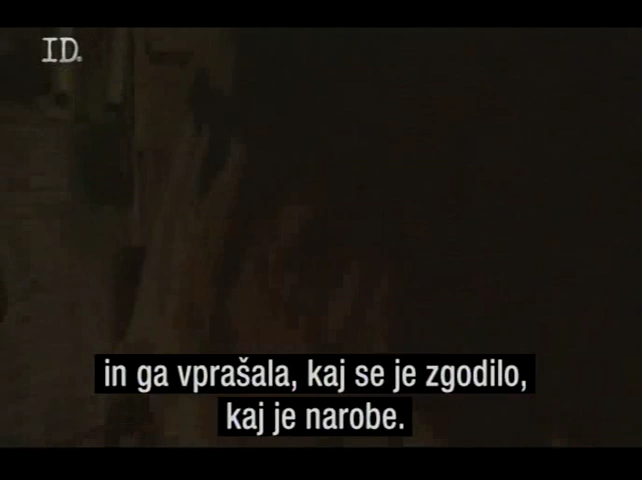 ID.
in ga vprašala, kaj se je zgodilo,
kaj je narobe.